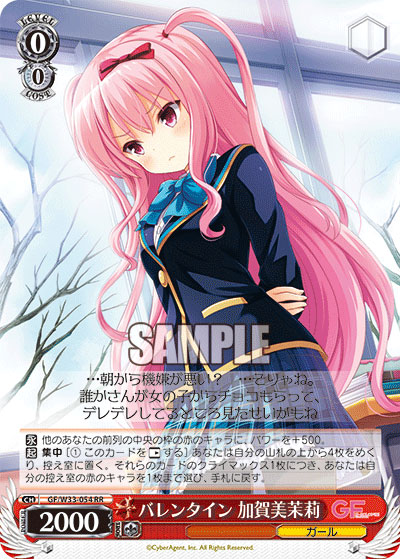 LEVEL
0
0
COST
SAMPLE
…朝から機嫌が悪い？　…そりゃね。
誰かさんが女の子からチョコもらって、
デレデレしてるところ見たせいかもね
【永】 他のあなたの前列の中央の枠の赤のキャラに、パワーを＋500。
【起】 集中 ［① このカードを［▶］する］ あなたは自分の山札の上から4枚をめくり、控え室に置く。それらのカードのクライマックス1枚につき、あなたは自分の控え室の赤のキャラを1枚まで選び、手札に戻す。
CH
GF/W33-054 RR
2000
バレンタイン 加賀美茉莉
GF
ガール
©CyberAgent, Inc. All Rights Reserved.